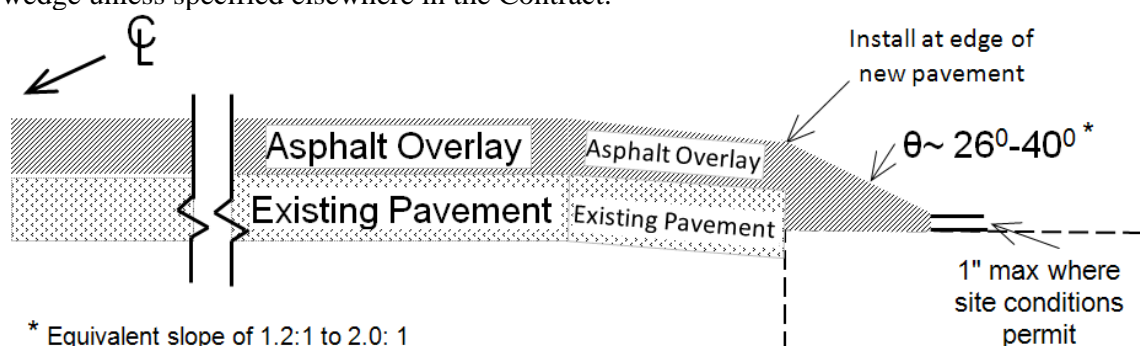 wedge unless specified elsewhere in the Contract.
℄
Install at edge of
new pavement
Asphalt Overlay
Asphalt Overlay
θ~ 26⁰-40⁰ *
Existing Pavement
Existing Pavement
1" max where
site conditions
permit
* Equivalent slope of 1.2:1 to 2.0: 1